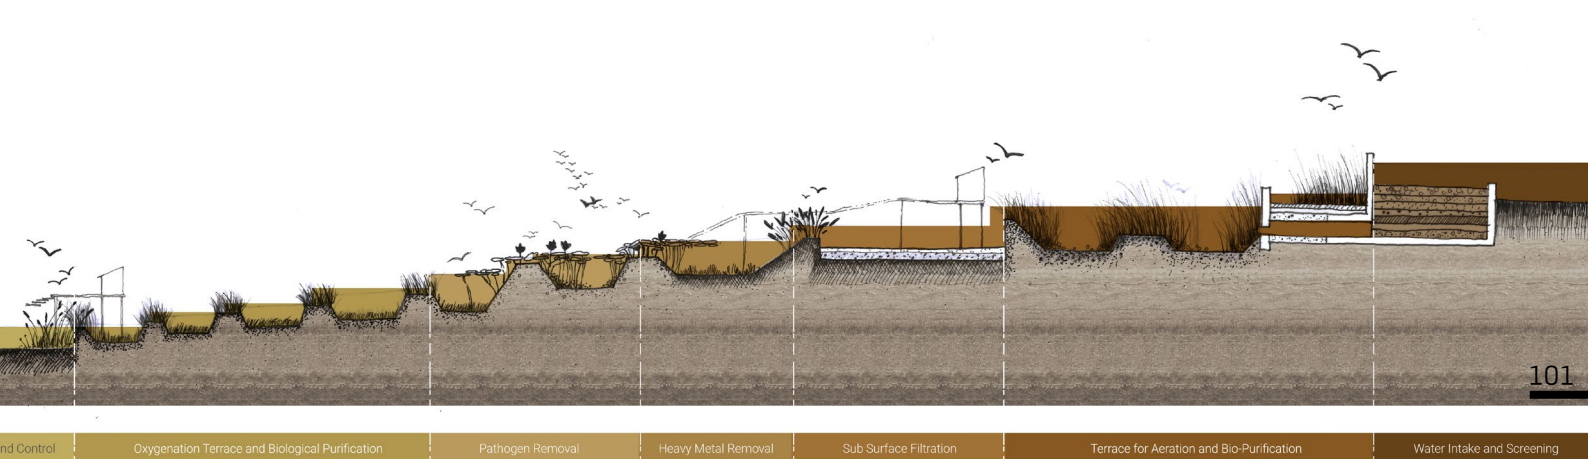 101
nd Control
Oxygenation Terrace and Biological Purification
Pathogen Removal
Heavy Metal Removal
Sub Surface Filtration
Terrace for Aeration and Bio-Purification
Water Intake and Screening